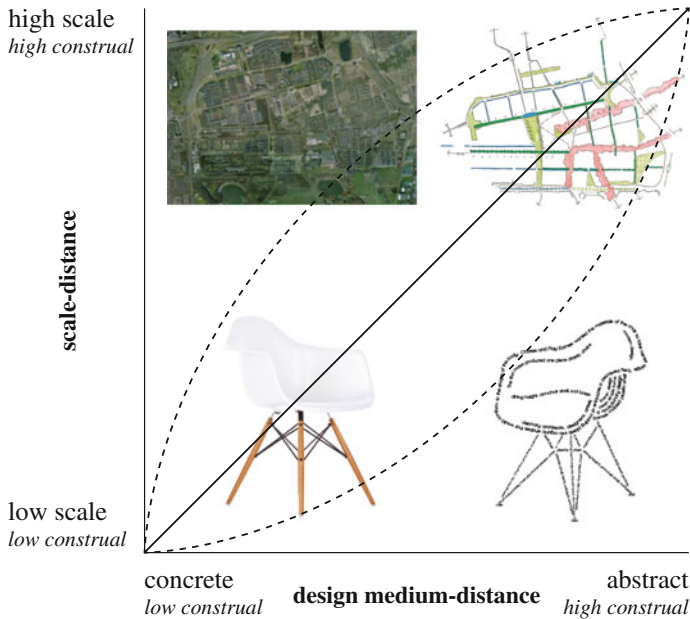 high scale
high construal
scale-distance
low scale
low construal
concrete
low construal
design medium-distance
abstract
high construal